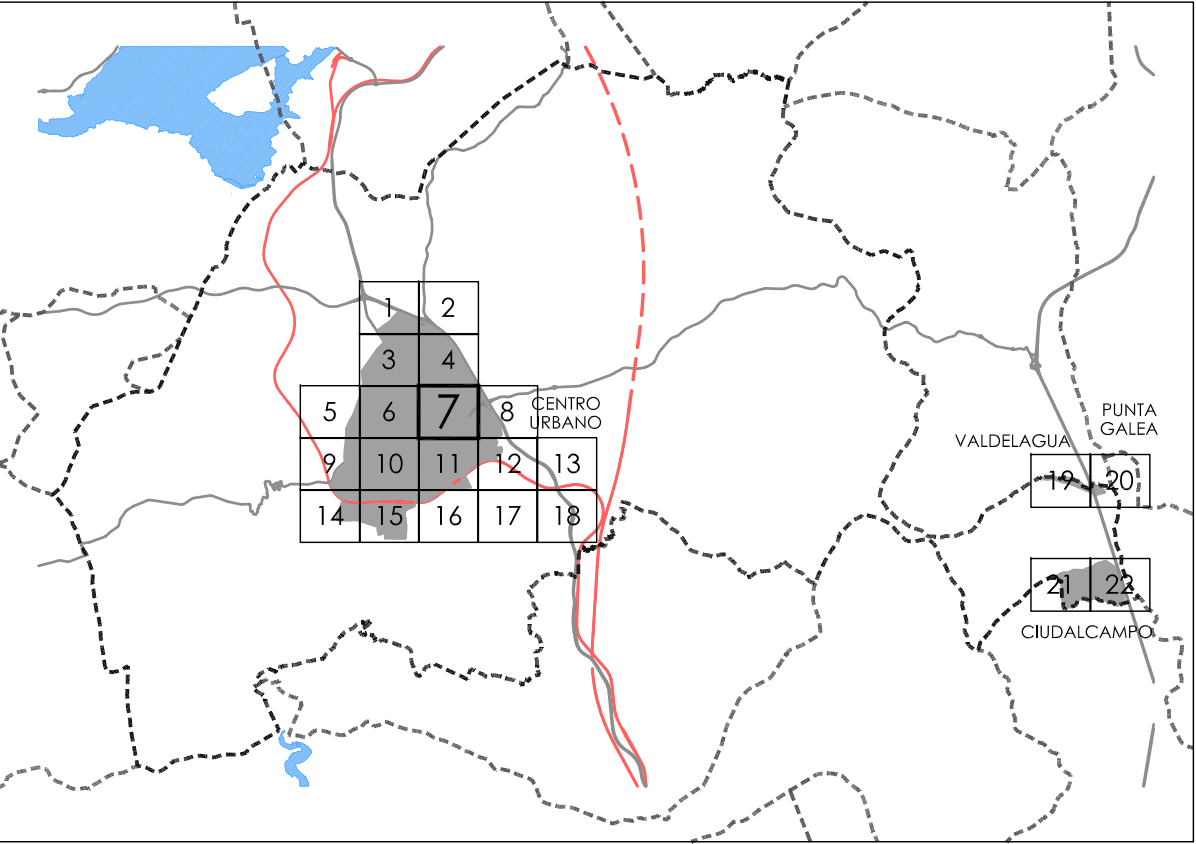 1 2
3 4
5 6 7 8 CENTRO
URBANO
PUNTA
GALEA
VALDELAGUA
9 10 11 12 13
19 20
14 15 16 17 18
21 22
CIUDALCAMPO